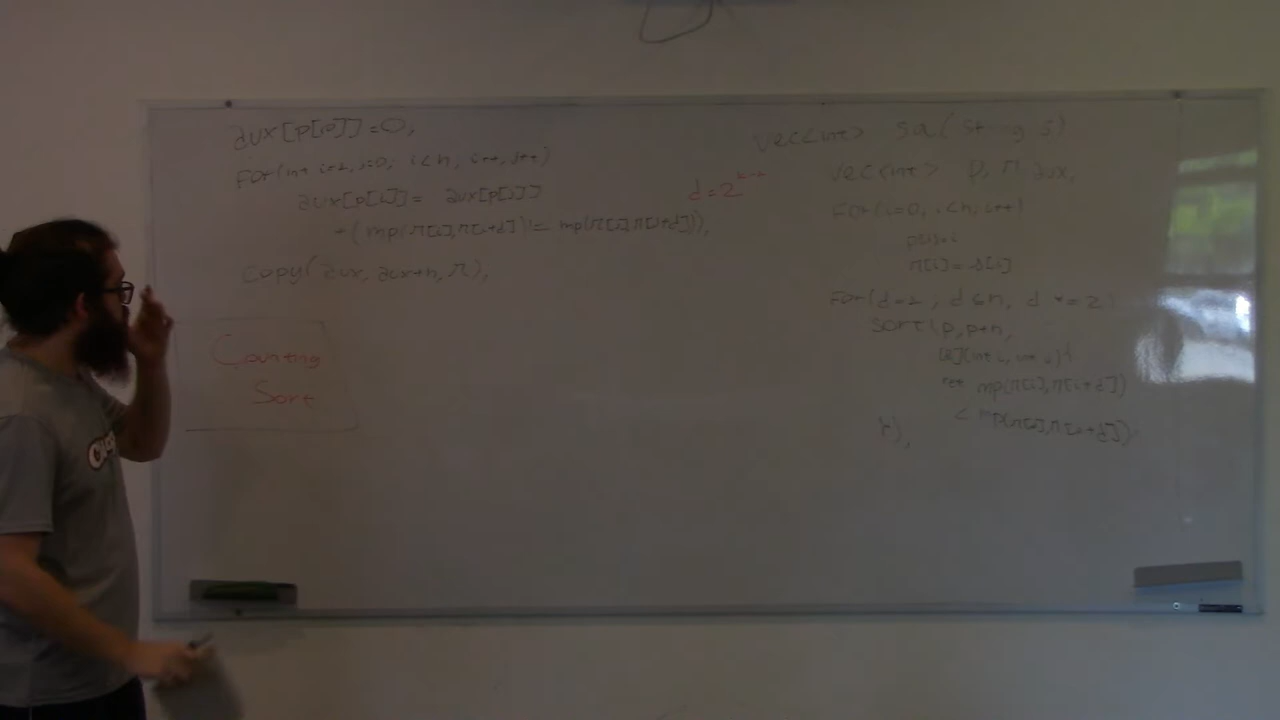 aux[p[0]] = 0;
For(int i=1, j=0; i<n; i++, j++)
aux[p[i]] = aux[p[j]]
+ (mp(r[i],r[i+d]) != mp(r[j],r[j+d]));
copy(aux, aux+n, r);
Counting
Sort
d=2
vec<int> sa(string s)
vec<int> p, r, aux;
For(i=0; i<n; i++)
p[i]=i
r[i]=s[i]
For(d=1; d≤n; d*=2)
sort(p,p+n,
int
ret mp(r[i],r[i+d])
< mp(r[j],r[j+d])
});